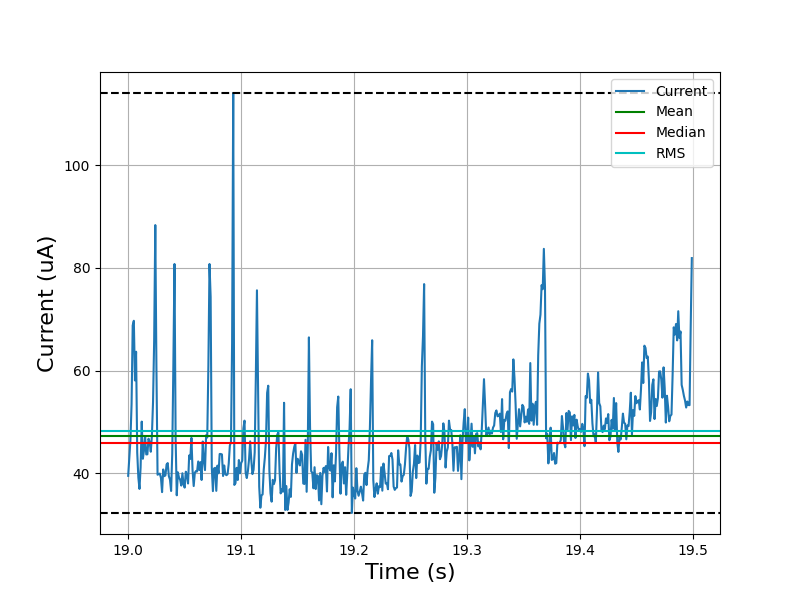 Current
Mean
Median
RMS
100
80
60
40
Current (uA)
19.0 19.1 19.2 19.3 19.4 19.5
Time (s)